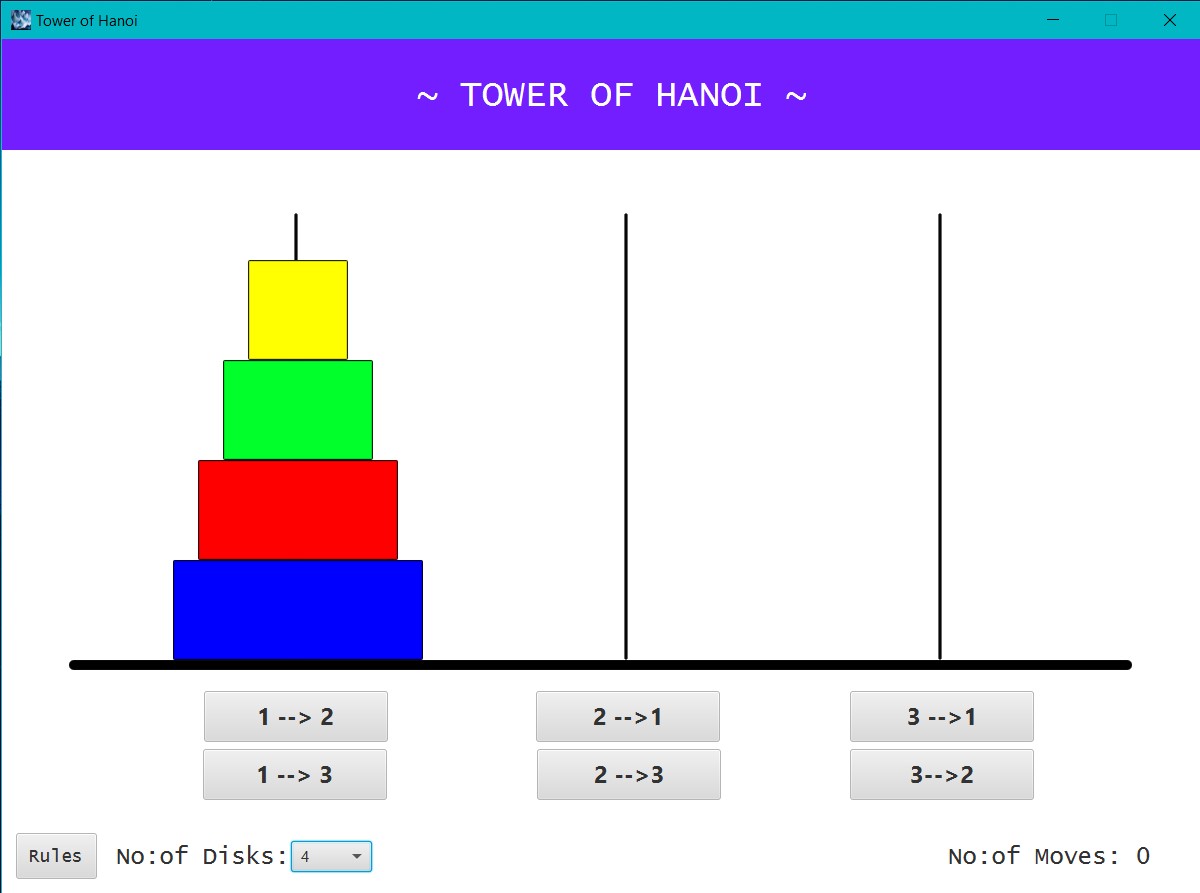 Tower of Hanoi
~ TOWER OF HANOI ~
1 --> 2
2 -->1
3 -->1
1 --> 3
2 -->3
3-->2
Rules
No:of Disks:
4
No:of Moves: 0